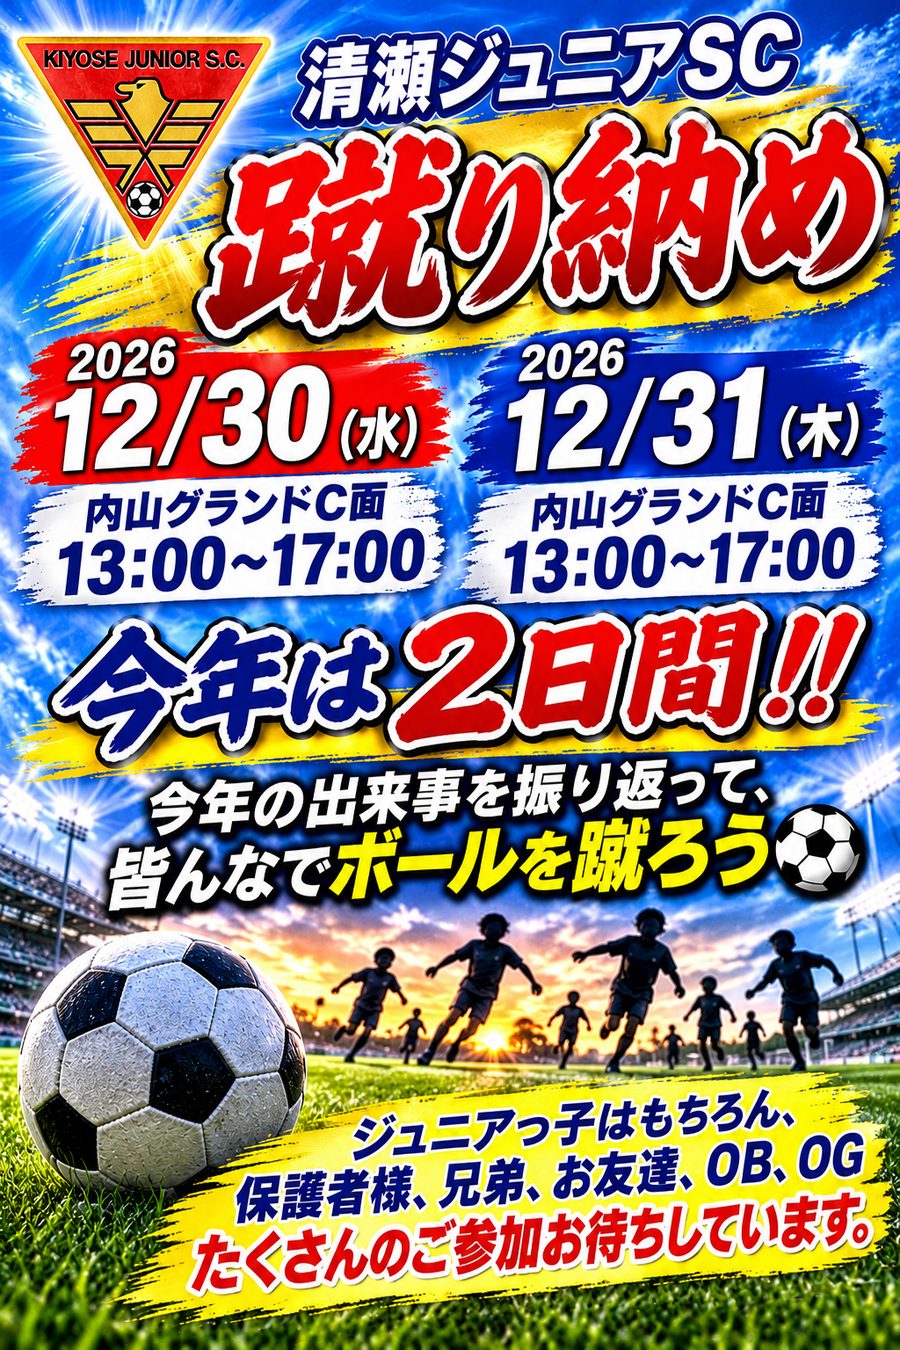 KIYOSE JUNIOR S.C.
清瀬ジュニアSC
蹴り納め
2026
12/30(水)
内山グランドC面
13:00~17:00
2026
12/31(木)
内山グランドC面
13:00~17:00
今年は2日間!!
今年の出来事を振り返って、
皆んなでボールを蹴ろう
ジュニアっ子はもちろん、
保護者様、兄弟、お友達、OB、OG
たくさんのご参加お待ちしています。